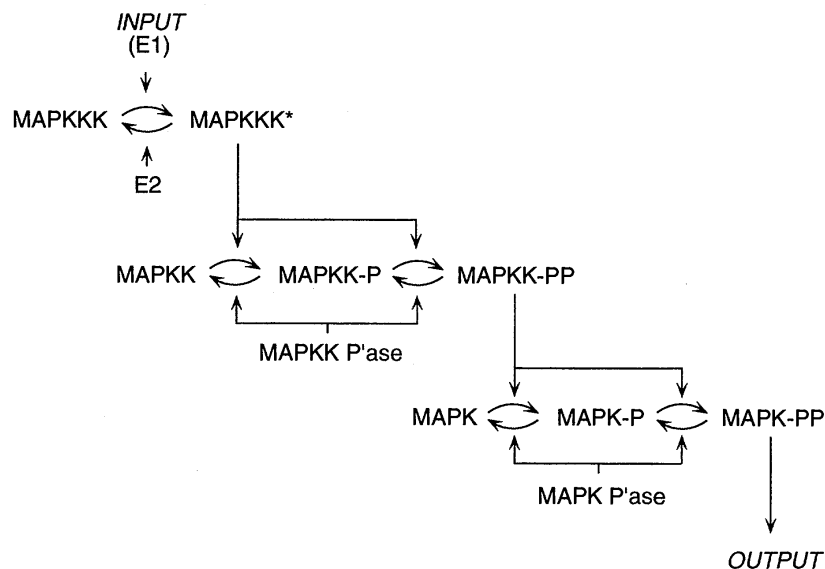 INPUT
(E1)
MAPKKK MAPKKK*
E2
MAPKK MAPKK-P MAPKK-PP
MAPKK P'ase
MAPK MAPK-P MAPK-PP
MAPK P'ase
OUTPUT